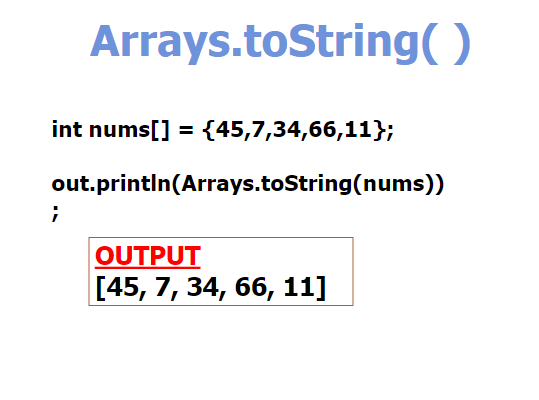 Arrays.toString( )
int nums[] = {45,7,34,66,11};
out.println(Arrays.toString(nums))
;
OUTPUT
[45, 7, 34, 66, 11]